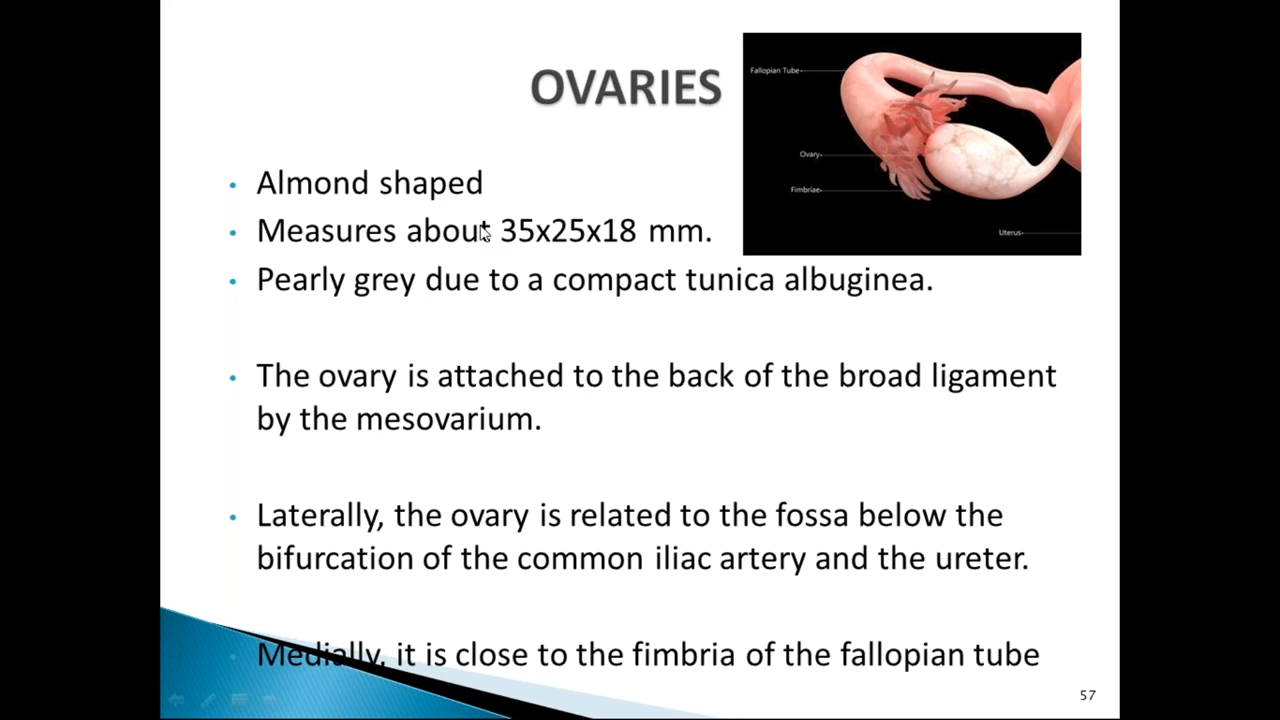 OVARIES
Fallopian Tube
Ovary
Fimbriae
Uterus
• Almond shaped
• Measures about 35x25x18 mm.
• Pearly grey due to a compact tunica albuginea.
• The ovary is attached to the back of the broad ligament
by the mesovarium.
• Laterally, the ovary is related to the fossa below the
bifurcation of the common iliac artery and the ureter.
• Medially, it is close to the fimbria of the fallopian tube
57